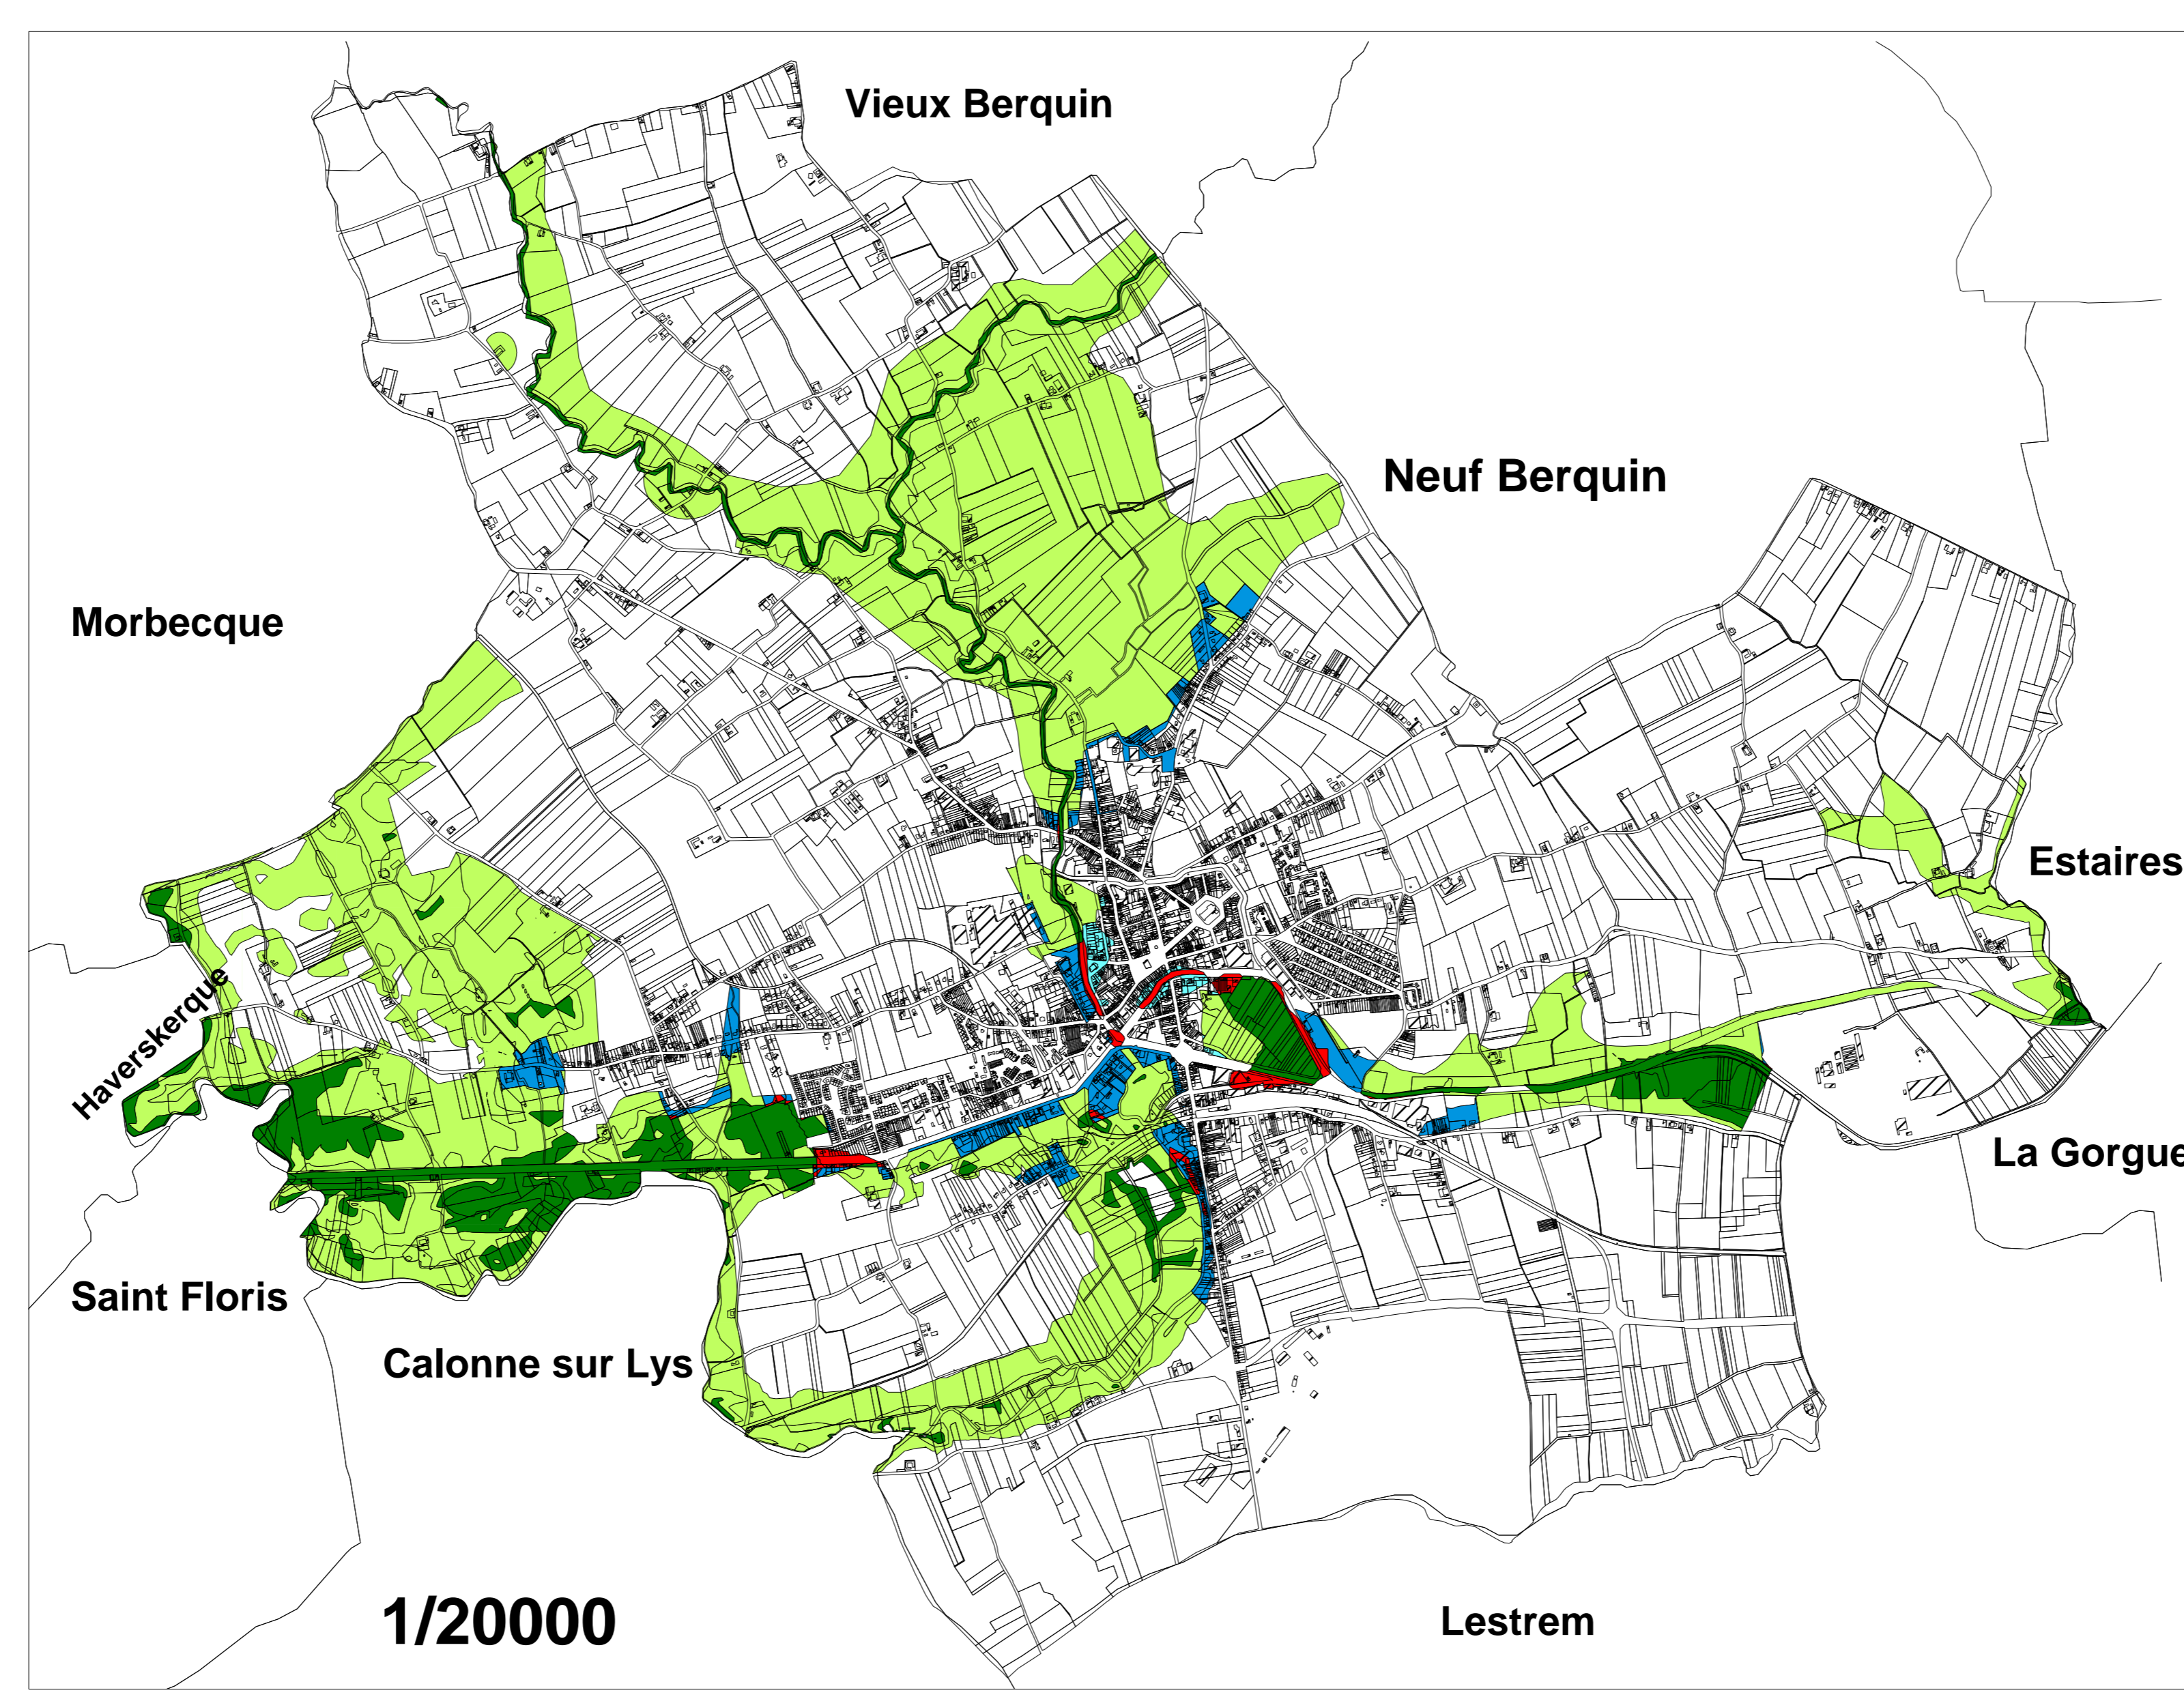 Vieux Berquin
Neuf Berquin
Morbecque
Estaires
Haverskerque
La Gorgue
Saint Floris
Calonne sur Lys
1/20000
Lestrem